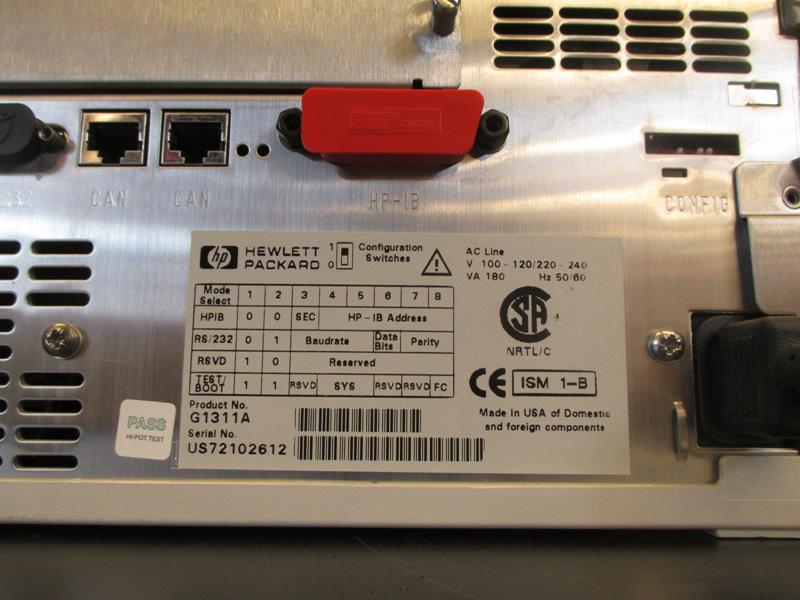 CAN
CAN
HP-IB
CONFIG
hp HEWLETT PACKARD
1
0
Configuration
Switches
AC Line
V 100 - 120/220 - 240
VA 180 Hz 50/60
Mode Select 1 2 3 4 5 6 7 8
HPIB 0 0 SEC HP - IB Address
RS/232 0 1 Baudrate Data Bits Parity
RSVD 1 0 Reserved
TEST/BOOT 1 1 RSVD SYS RSVD RSVD FC
SA
NRTL/C
CE ISM 1-B
Product No.
G1311A
Serial No.
US72102612
Made in USA of Domestic
and foreign components
PASS
HI-POT TEST